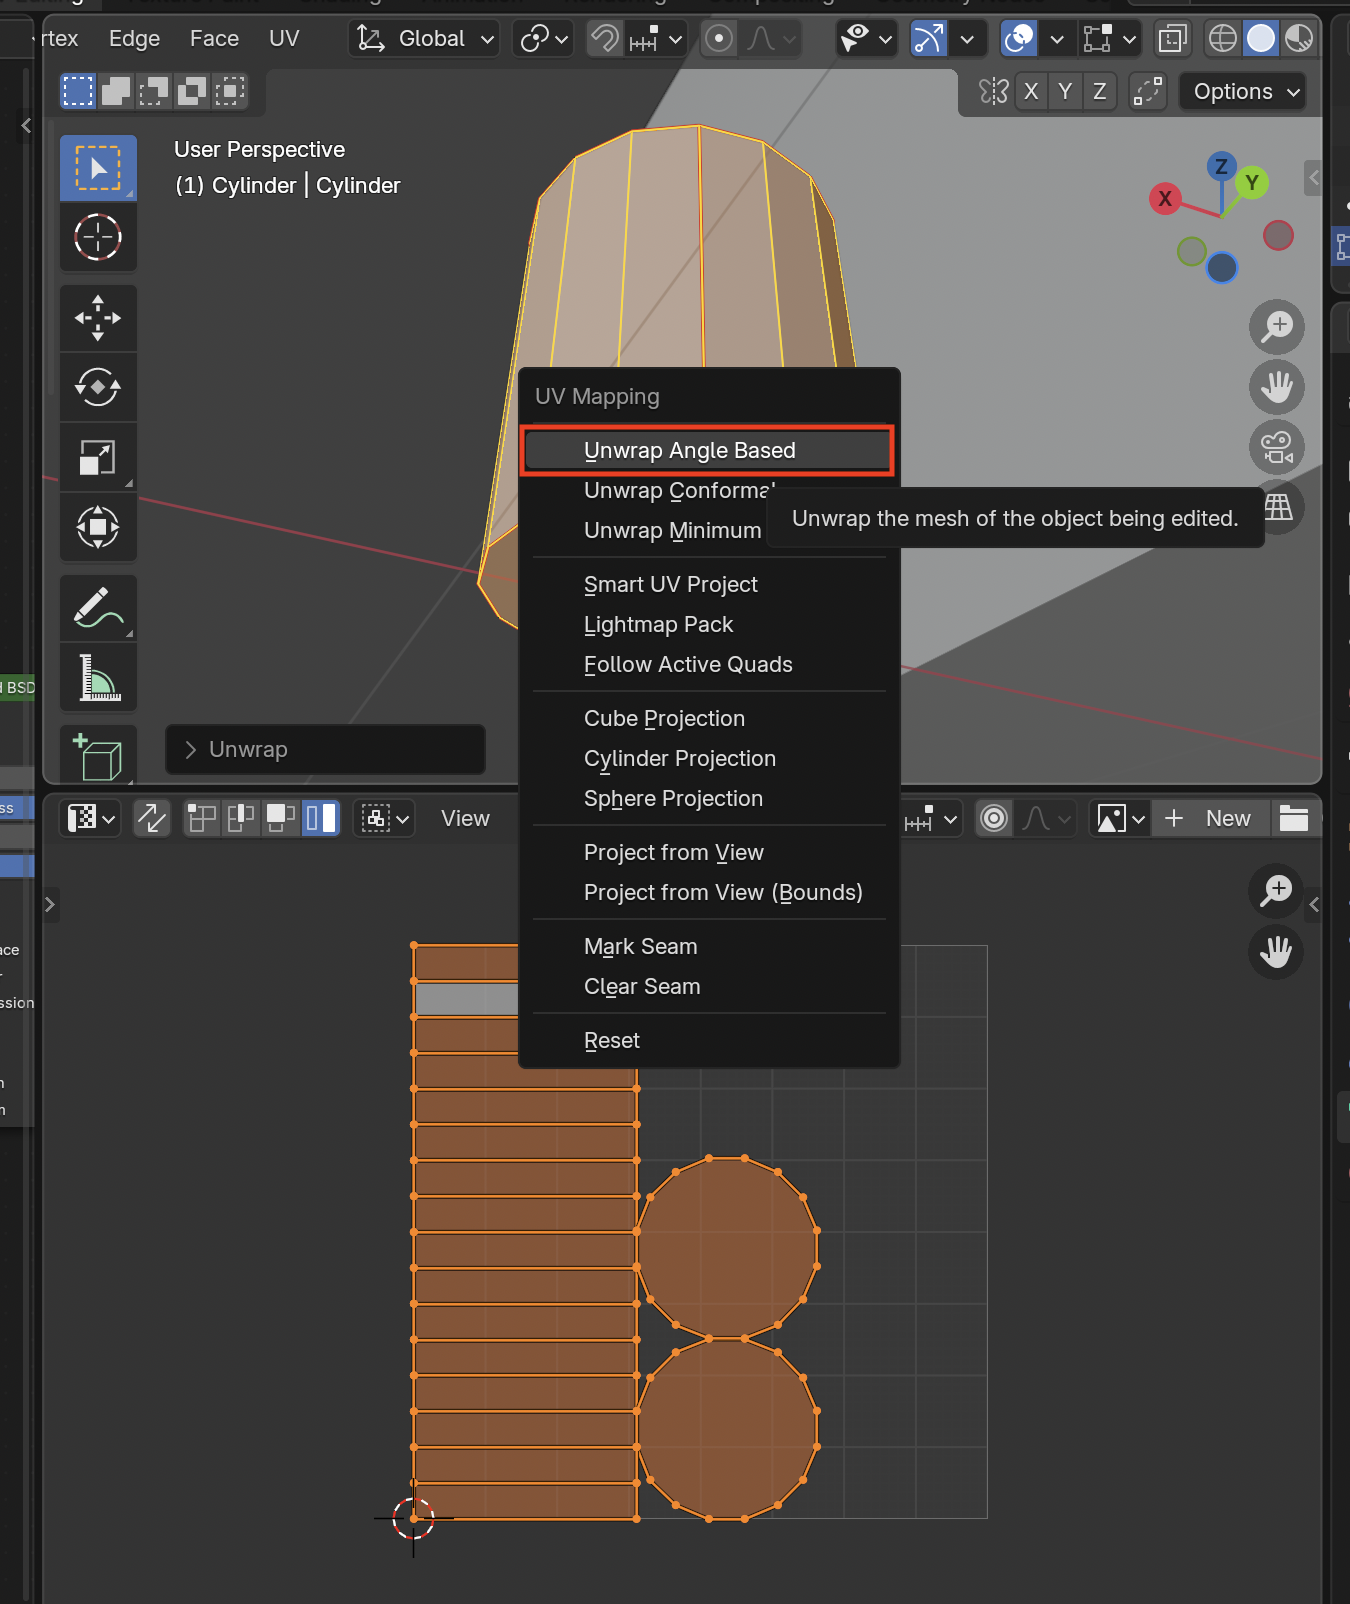 rtex Edge Face UV Global
X Y Z Options
User Perspective
(1) Cylinder | Cylinder
Z
Y
X
UV Mapping
Unwrap Angle Based
Unwrap Conformal
Unwrap the mesh of the object being edited.
Unwrap Minimum
Smart UV Project
Lightmap Pack
Follow Active Quads
d BSD
Cube Projection
Unwrap
Cylinder Projection
Sphere Projection
ss
View
New
Project from View
Project from View (Bounds)
Mark Seam
ace
Clear Seam
ssion
Reset